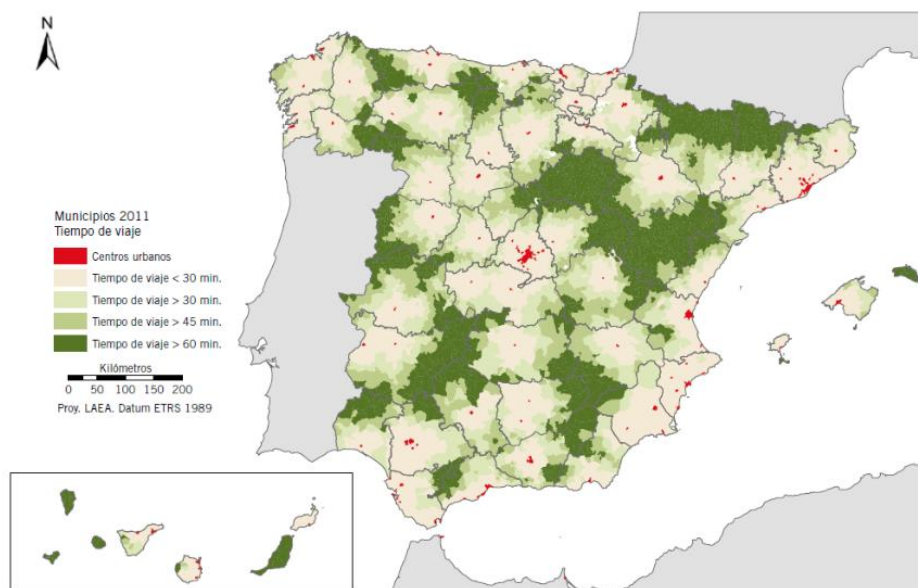 N
Municipios 2011
Tiempo de viaje
Centros urbanos
Tiempo de viaje < 30 min.
Tiempo de viaje > 30 min.
Tiempo de viaje > 45 min.
Tiempo de viaje > 60 min.
Kilómetros
0 25 50 100 150 200
Proy. LAEA. Datum ETRS 1989